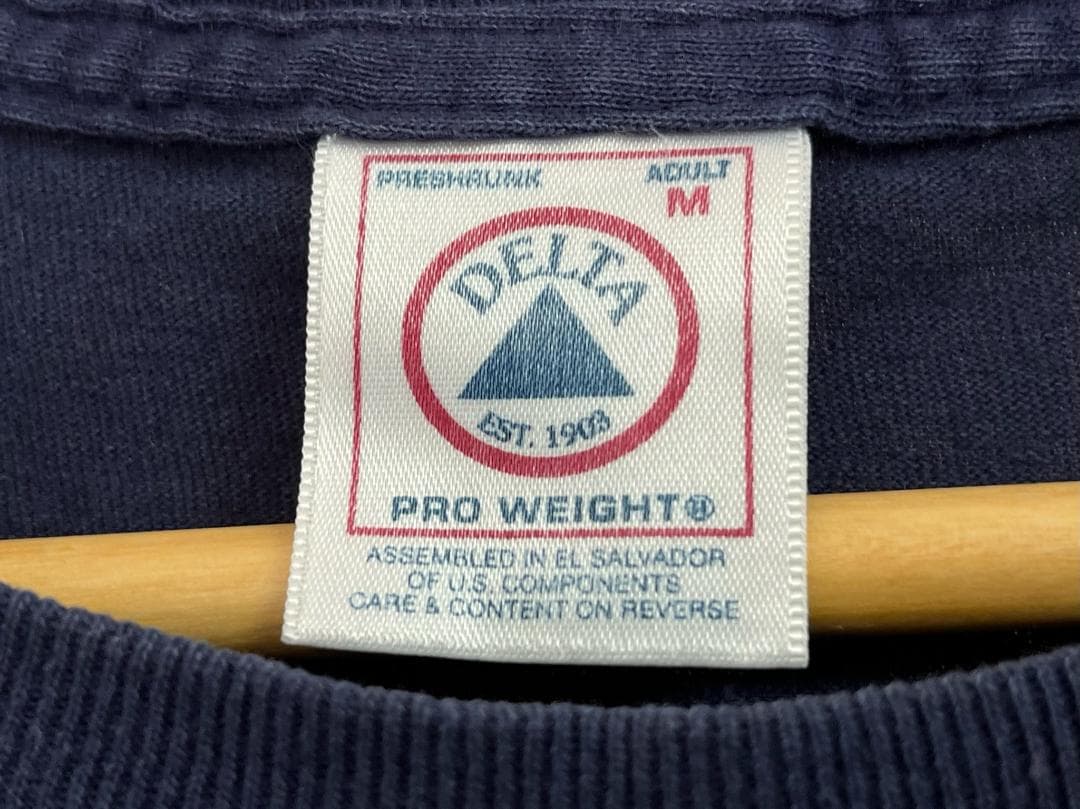 PRESHRUNK
ADULT
M
DELTA
EST. 1903
PRO WEIGHT®
ASSEMBLED IN EL SALVADOR
OF U.S. COMPONENTS
CARE & CONTENT ON REVERSE